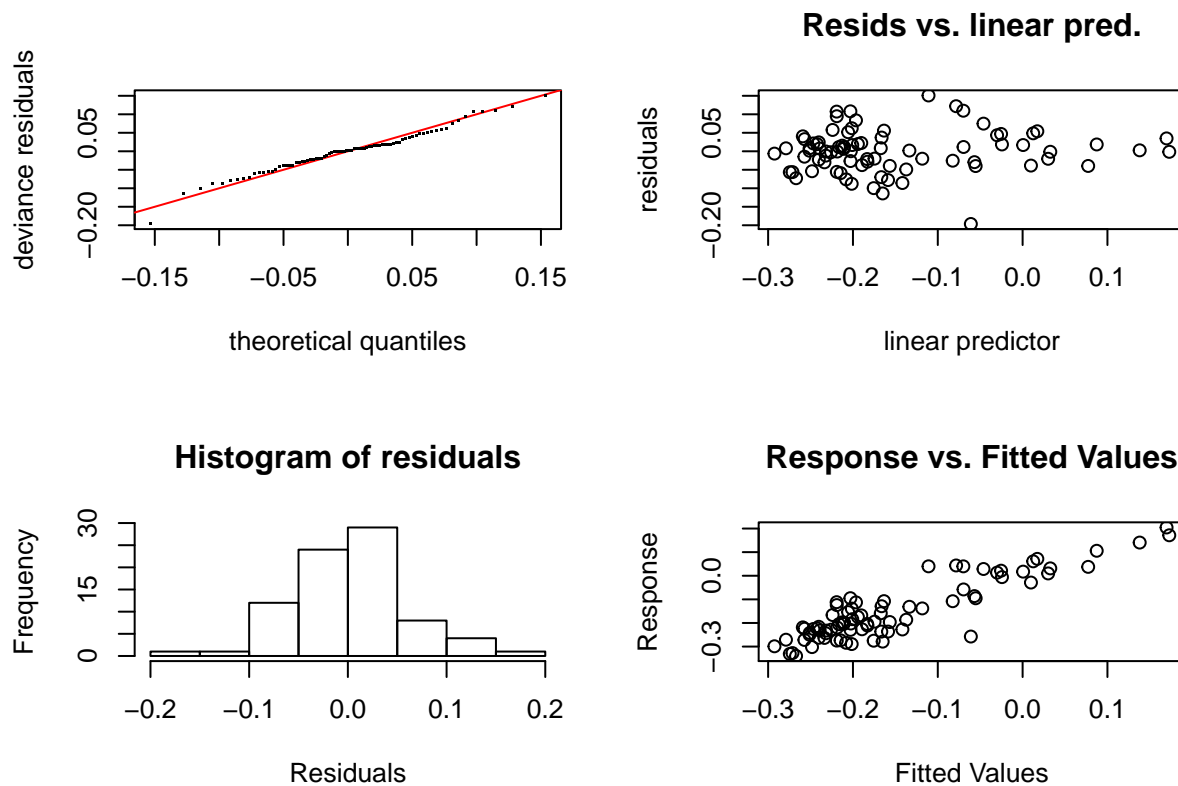 deviance residuals
−0.20
0.05
−0.15
−0.05
0.05
0.15
theoretical quantiles
Resids vs. linear pred.
residuals
−0.20
0.05
−0.3
−0.2
−0.1
0.0
0.1
linear predictor
Histogram of residuals
Frequency
0
15
30
−0.2
−0.1
0.0
0.1
0.2
Residuals
Response vs. Fitted Values
Response
−0.3
0.0
−0.3
−0.2
−0.1
0.0
0.1
Fitted Values